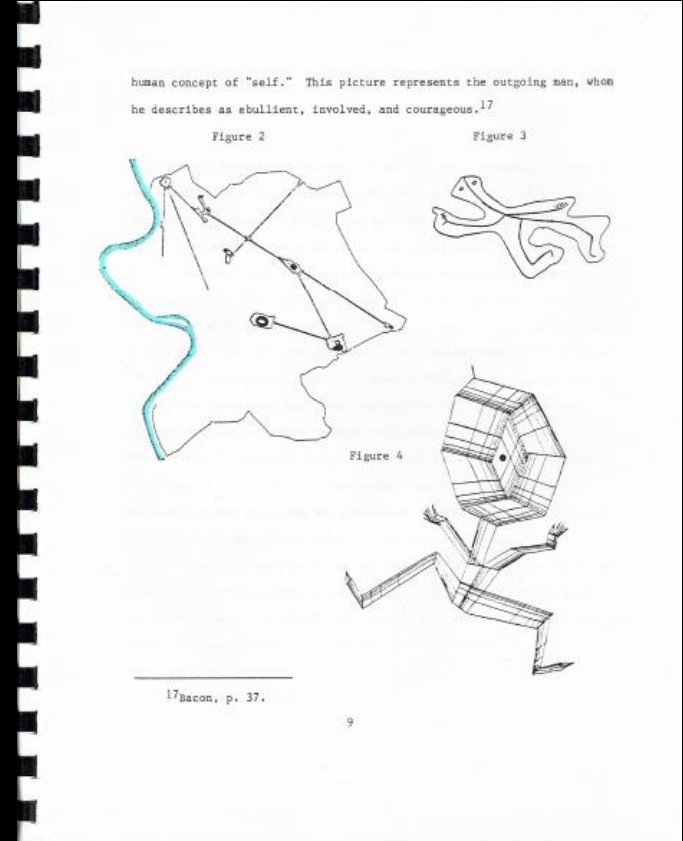 human concept of "self." This picture represents the outgoing man, whom
he describes as ebullient, involved, and courageous.17
Figure 2
Figure 3
Figure 4
17Bacon, p. 37.
9